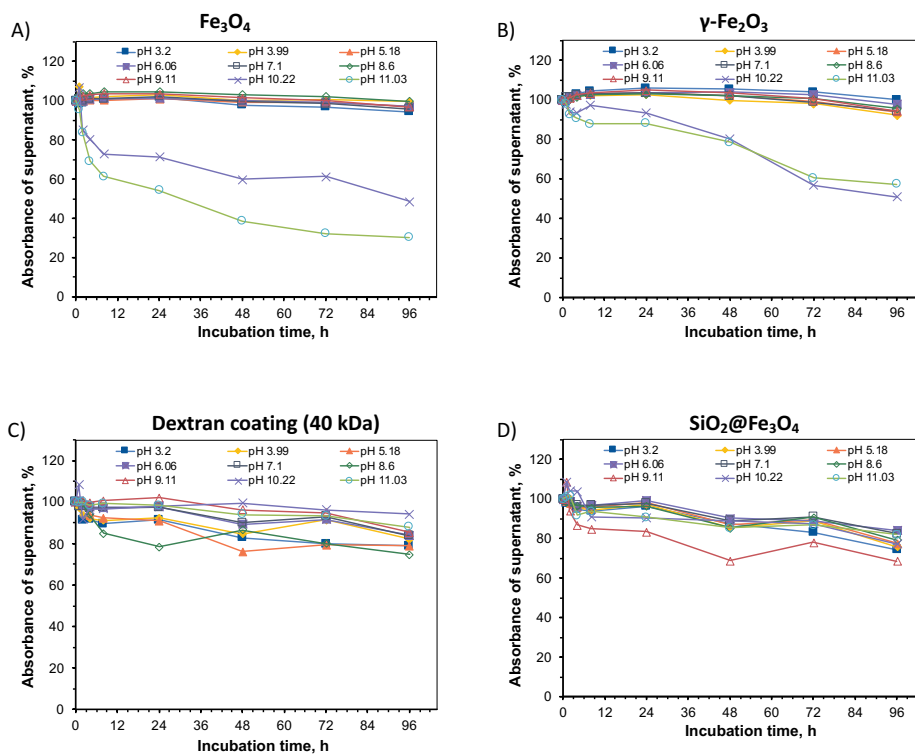 A)
Fe₃O₄
Absorbance of supernatant, %
120
100
80
60
40
20
0
pH 3.2 pH 3.99 pH 5.18
pH 6.06 pH 7.1 pH 8.6
pH 9.11 pH 10.22 pH 11.03
0 12 24 36 48 60 72 84 96
Incubation time, h
B)
γ-Fe₂O₃
Absorbance of supernatant, %
120
100
80
60
40
20
0
pH 3.2 pH 3.99 pH 5.18
pH 6.06 pH 7.1 pH 8.6
pH 9.11 pH 10.22 pH 11.03
0 12 24 36 48 60 72 84 96
Incubation time, h
C)
Dextran coating (40 kDa)
Absorbance of supernatant, %
120
100
80
60
40
20
0
pH 3.2 pH 3.99 pH 5.18
pH 6.06 pH 7.1 pH 8.6
pH 9.11 pH 10.22 pH 11.03
0 12 24 36 48 60 72 84 96
Incubation time, h
D)
SiO₂@Fe₃O₄
Absorbance of supernatant, %
120
100
80
60
40
20
0
pH 3.2 pH 3.99 pH 5.18
pH 6.06 pH 7.1 pH 8.6
pH 9.11 pH 10.22 pH 11.03
0 12 24 36 48 60 72 84 96
Incubation time, h